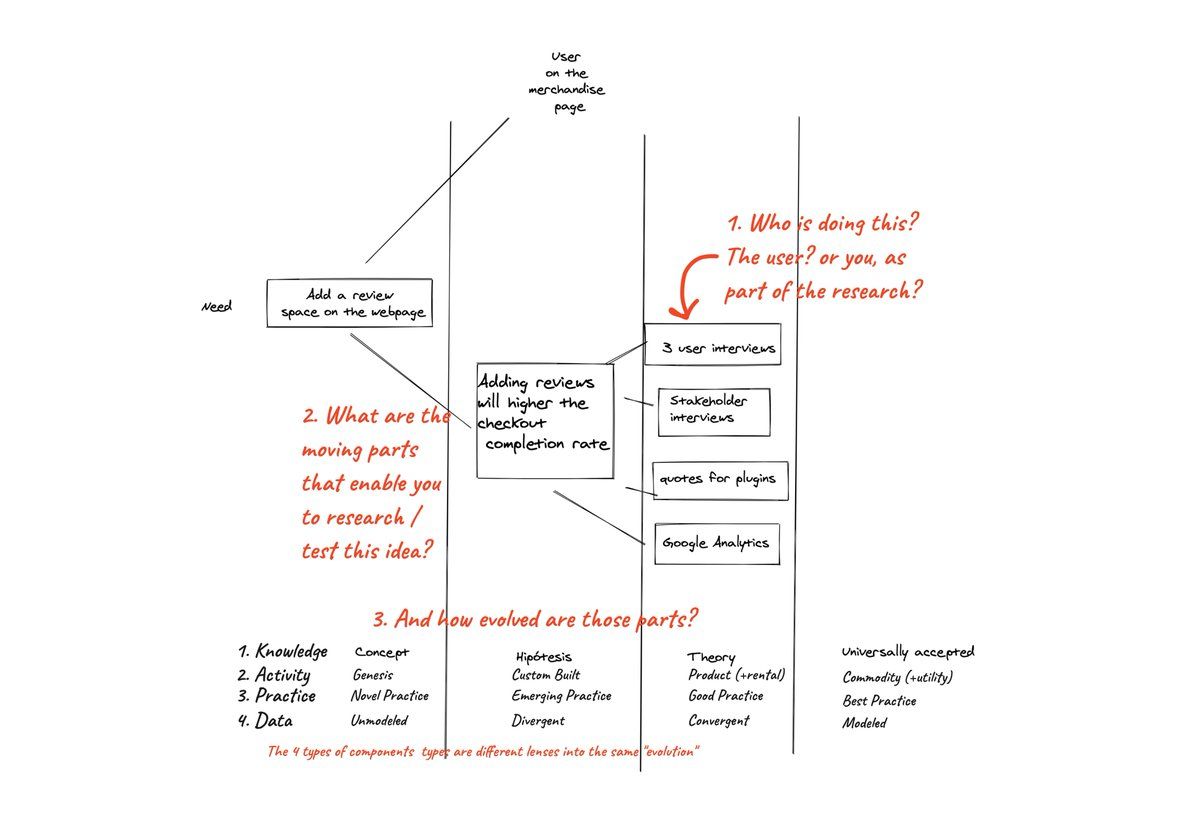 User
on the
merchandise
page
1. Who is doing this?
The user? or you, as
part of the research?
Need
Add a review
space on the webpage
3 user interviews
Adding reviews
will higher the
checkout
completion rate
Stakeholder
interviews
2. What are the
moving parts
that enable you
to research /
test this idea?
quotes for plugins
Google Analytics
3. And how evolved are those parts?
1. Knowledge Concept Hipótesis Theory Universally accepted
2. Activity Genesis Custom Built Product (+rental) Commodity (+utility)
3. Practice Novel Practice Emerging Practice Good Practice Best Practice
4. Data Unmodeled Divergent Convergent Modeled
The 4 types of components types are different lenses into the same "evolution"